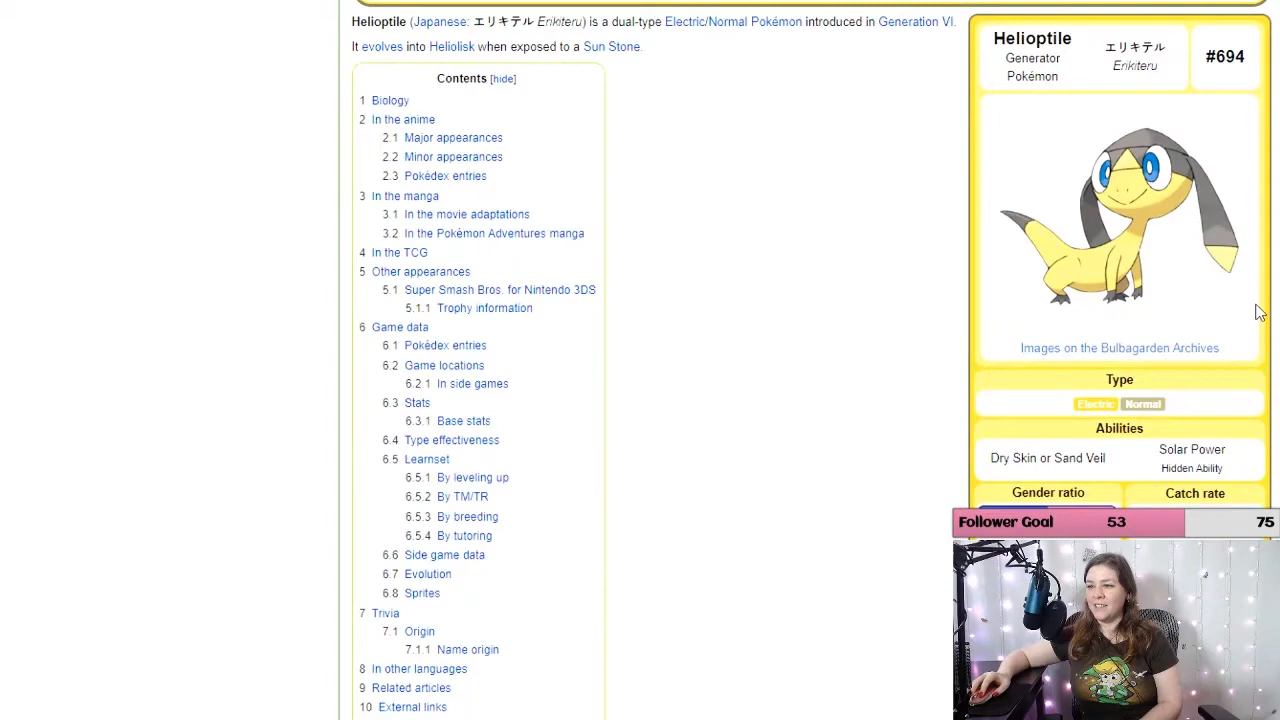 Helioptile (Japanese: エリキテル Erikiteru) is a dual-type Electric/Normal Pokémon introduced in Generation VI.
It evolves into Heliolisk when exposed to a Sun Stone.
Contents [hide]
1 Biology
2 In the anime
2.1 Major appearances
2.2 Minor appearances
2.3 Pokédex entries
3 In the manga
3.1 In the movie adaptations
3.2 In the Pokémon Adventures manga
4 In the TCG
5 Other appearances
5.1 Super Smash Bros. for Nintendo 3DS
5.1.1 Trophy information
6 Game data
6.1 Pokédex entries
6.2 Game locations
6.2.1 In side games
6.3 Stats
6.3.1 Base stats
6.4 Type effectiveness
6.5 Learnset
6.5.1 By leveling up
6.5.2 By TM/TR
6.5.3 By breeding
6.5.4 By tutoring
6.6 Side game data
6.7 Evolution
6.8 Sprites
7 Trivia
7.1 Origin
7.1.1 Name origin
8 In other languages
9 Related articles
10 External links
Helioptile
Generator
Pokémon
エリキテル
Erikiteru
#694
Images on the Bulbagarden Archives
Type
Electric Normal
Abilities
Dry Skin or Sand Veil
Solar Power
Hidden Ability
Gender ratio
Catch rate
Follower Goal 53 75